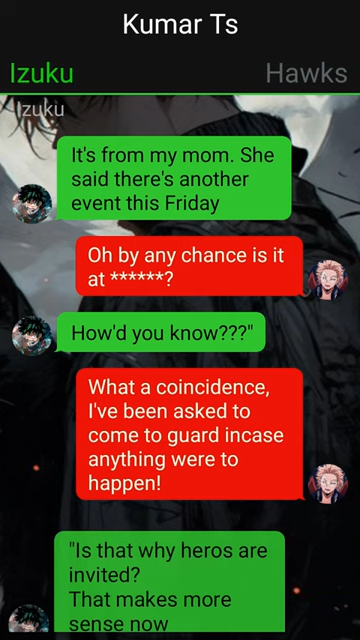 Kumar Ts
Izuku
Hawks
Izuku
It's from my mom. She
said there's another
event this Friday
Oh by any chance is it
at ******?
How'd you know???"
What a coincidence,
I've been asked to
come to guard incase
anything were to
happen!
"Is that why heros are
invited?
That makes more
sense now